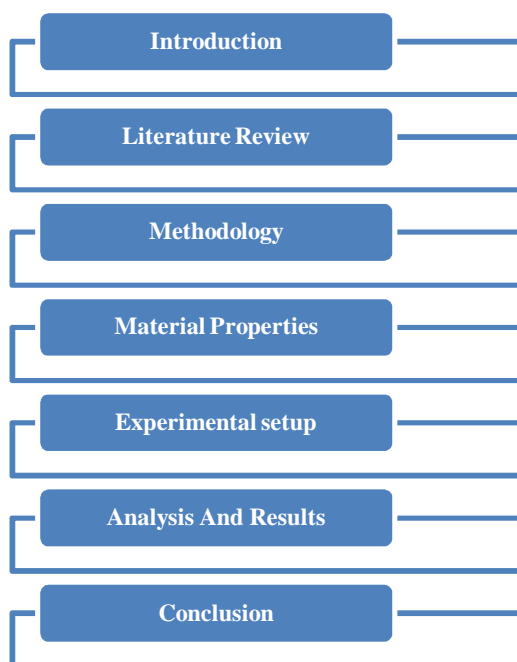 Introduction
Literature Review
Methodology
Material Properties
Experimental setup
Analysis And Results
Conclusion